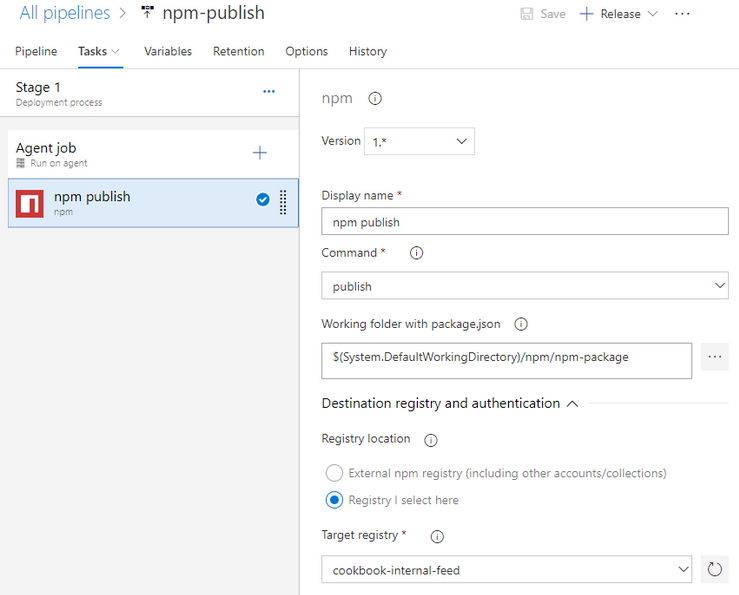 All pipelines > npm-publish
Save + Release ...
Pipeline Tasks Variables Retention Options History
Stage 1
Deployment process
...
Agent job
Run on agent
+
npm publish
npm
npm
Version 1.*
Display name *
npm publish
Command *
publish
Working folder with package.json
$(System.DefaultWorkingDirectory)/npm/npm-package
...
Destination registry and authentication
Registry location
External npm registry (including other accounts/collections)
Registry I select here
Target registry *
cookbook-internal-feed